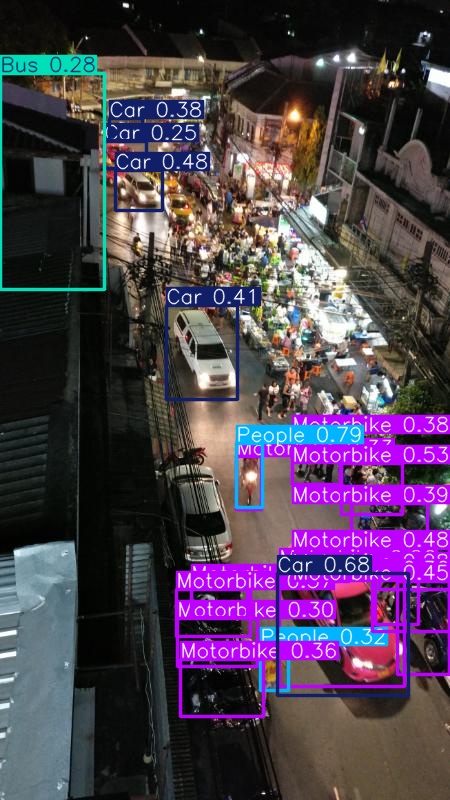 Bus 0.28
Car 0.38
Car 0.25
Car 0.48
Car 0.41
Motorbike 0.38
People 0.79
Motorbike 0.53
Motorbike 0.39
Motorbike 0.48
Car 0.68
0.45
Motorbike
Motorbike 0.30
People 0.32
Motorbike 0.36